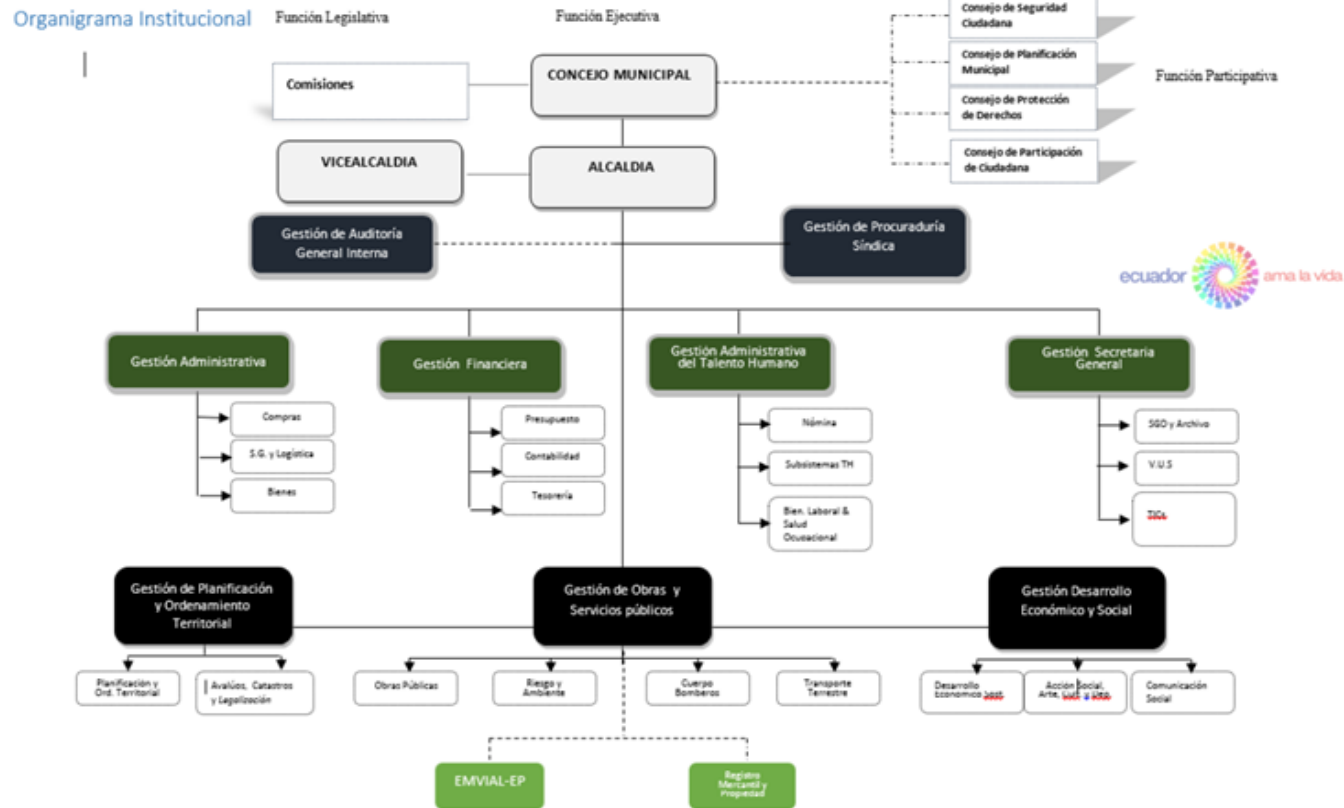 Organigrama Institucional
Función Legislativa
Función Ejecutiva
Consejo de Seguridad
Ciudadana
Comisiones
CONCEJO MUNICIPAL
Consejo de Planificación
Municipal
Función Participativa
Consejo de Protección
de Derechos
VICEALCALDIA
ALCALDIA
Consejo de Participación
de Ciudadana
Gestión de Auditoría
General Interna
Gestión de Procuraduría
Síndica
ecuador
ama la vida
Gestión Administrativa
Gestión Financiera
Gestión Administrativa
del Talento Humano
Gestión Secretaria
General
Compras
S.G. y Logística
Bienes
Presupuesto
Contabilidad
Tesorería
Nómina
Subsistemas TH
Bien. Laboral &
Salud
Ocupacional
SGD y Archivo
V.U.S
TICs
Gestión de Planificación
y Ordenamiento
Territorial
Gestión de Obras y
Servicios públicos
Gestión Desarrollo
Económico y Social
Planificación y
Ord. Territorial
Avalúos, Catastros
y Legalización
Obras Públicas
Riesgo y
Ambiente
Cuerpo
Bomberos
Transporte
Terrestre
Desarrollo
Económico Sost.
Acción Social,
Arte, Cult. y Dep.
Comunicación
Social
EMVIAL-EP
Registro
Mercantil y
Propiedad